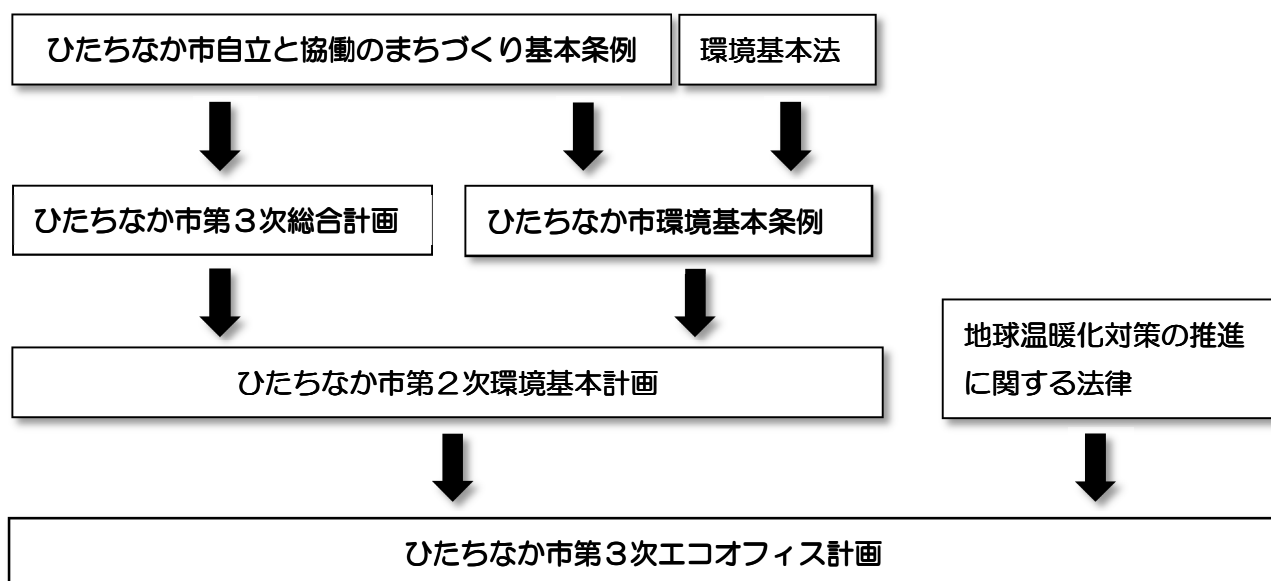 ひたちなか市自立と協働のまちづくり基本条例
環境基本法
ひたちなか市第３次総合計画
ひたちなか市環境基本条例
地球温暖化対策の推進
に関する法律
ひたちなか市第２次環境基本計画
ひたちなか市第３次エコオフィス計画